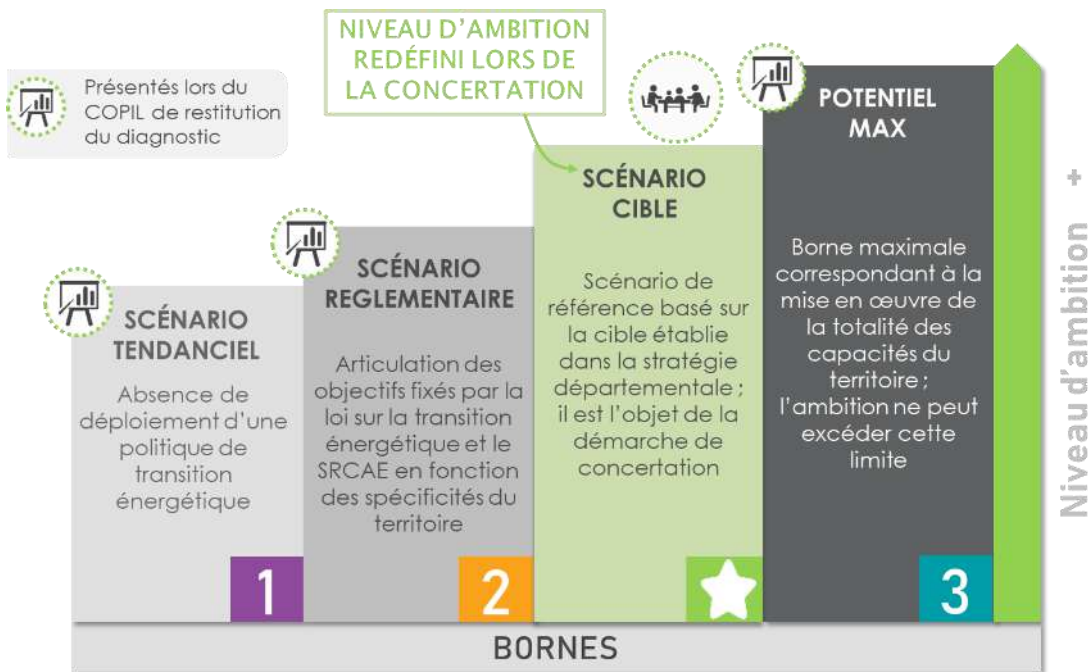 Présentés lors du
COPIL de restitution
du diagnostic
NIVEAU D’AMBITION
REDÉFINI LORS DE
LA CONCERTATION
SCÉNARIO
TENDANCIEL
Absence de
déploiement d’une
politique de
transition
énergétique
1
SCÉNARIO
REGLEMENTAIRE
Articulation des
objectifs fixés par la
loi sur la transition
énergétique et le
SRCAE en fonction
des spécificités du
territoire
2
SCÉNARIO
CIBLE
Scénario de
référence basé sur
la cible établie
dans la stratégie
départementale ;
il est l’objet de la
démarche de
concertation
POTENTIEL
MAX
Borne maximale
correspondant à la
mise en œuvre de
la totalité des
capacités du
territoire ;
l’ambition ne peut
excéder cette
limite
3
BORNES
Niveau d’ambition +